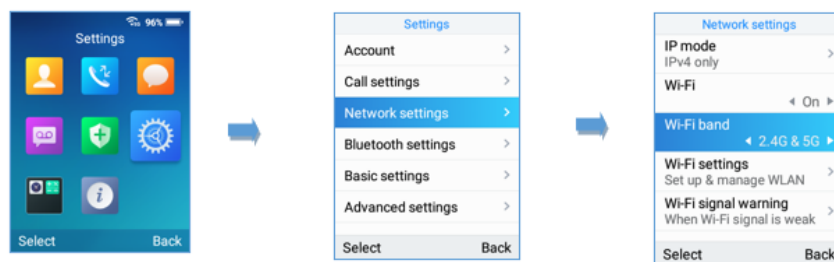 96%
Settings
Select Back
Settings
Account
Call settings
Network settings
Bluetooth settings
Basic settings
Advanced settings
Select Back
Network settings
IP mode
IPv4 only
Wi-Fi
On
Wi-Fi band
2.4G & 5G
Wi-Fi settings
Set up & manage WLAN
Wi-Fi signal warning
When Wi-Fi signal is weak
Select Back